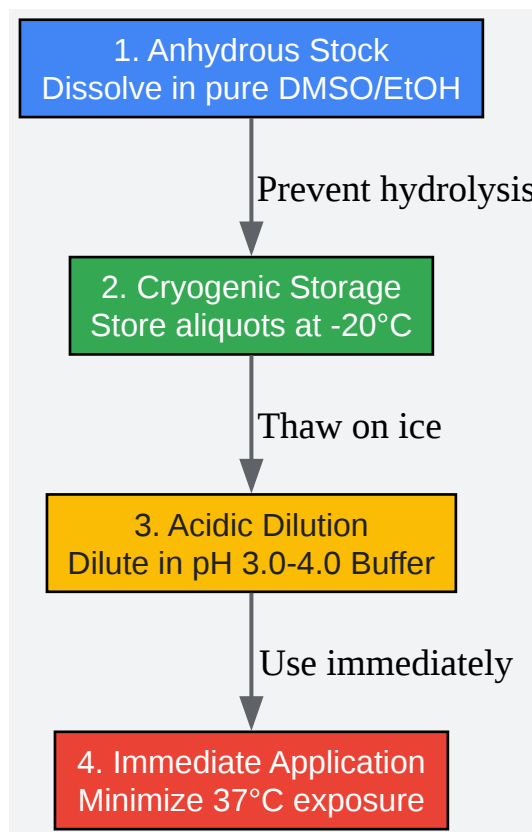 1. Anhydrous Stock
Dissolve in pure DMSO/EtOH
Prevent hydrolysis
2. Cryogenic Storage
Store aliquots at -20°C
Thaw on ice
3. Acidic Dilution
Dilute in pH 3.0-4.0 Buffer
Use immediately
4. Immediate Application
Minimize 37°C exposure